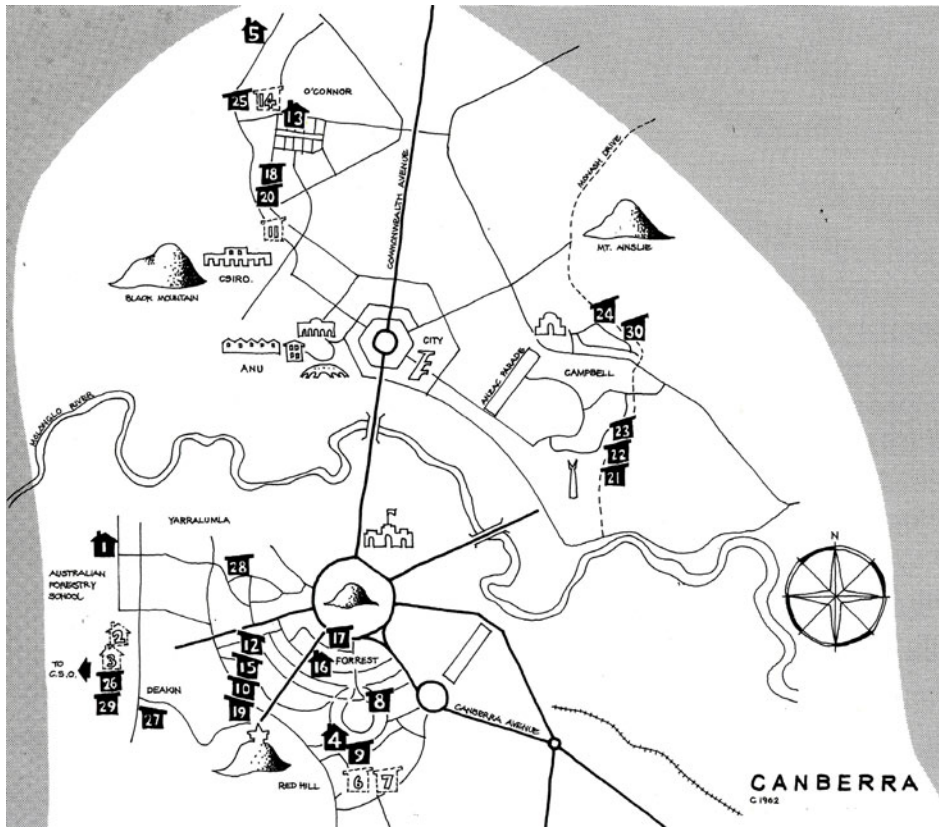 5
O'CONNOR
25
14
13
18
20
11
COMMONWEALTH AVENUE
MONASH DRIVE
MT. AINSLIE
BLACK MOUNTAIN
CSIRO.
24
30
CITY
ANU
ANZAC PARADE
CAMPBELL
MOLONGLO RIVER
23
22
21
YARRALUMLA
1
28
N
AUSTRALIAN
FORESTRY
SCHOOL
2
3
TO
C.S.O.
26
29
27
DEAKIN
12
15
10
19
17
16
FORREST
8
4
9
6
7
RED HILL
CANBERRA AVENUE
CANBERRA
C 1962